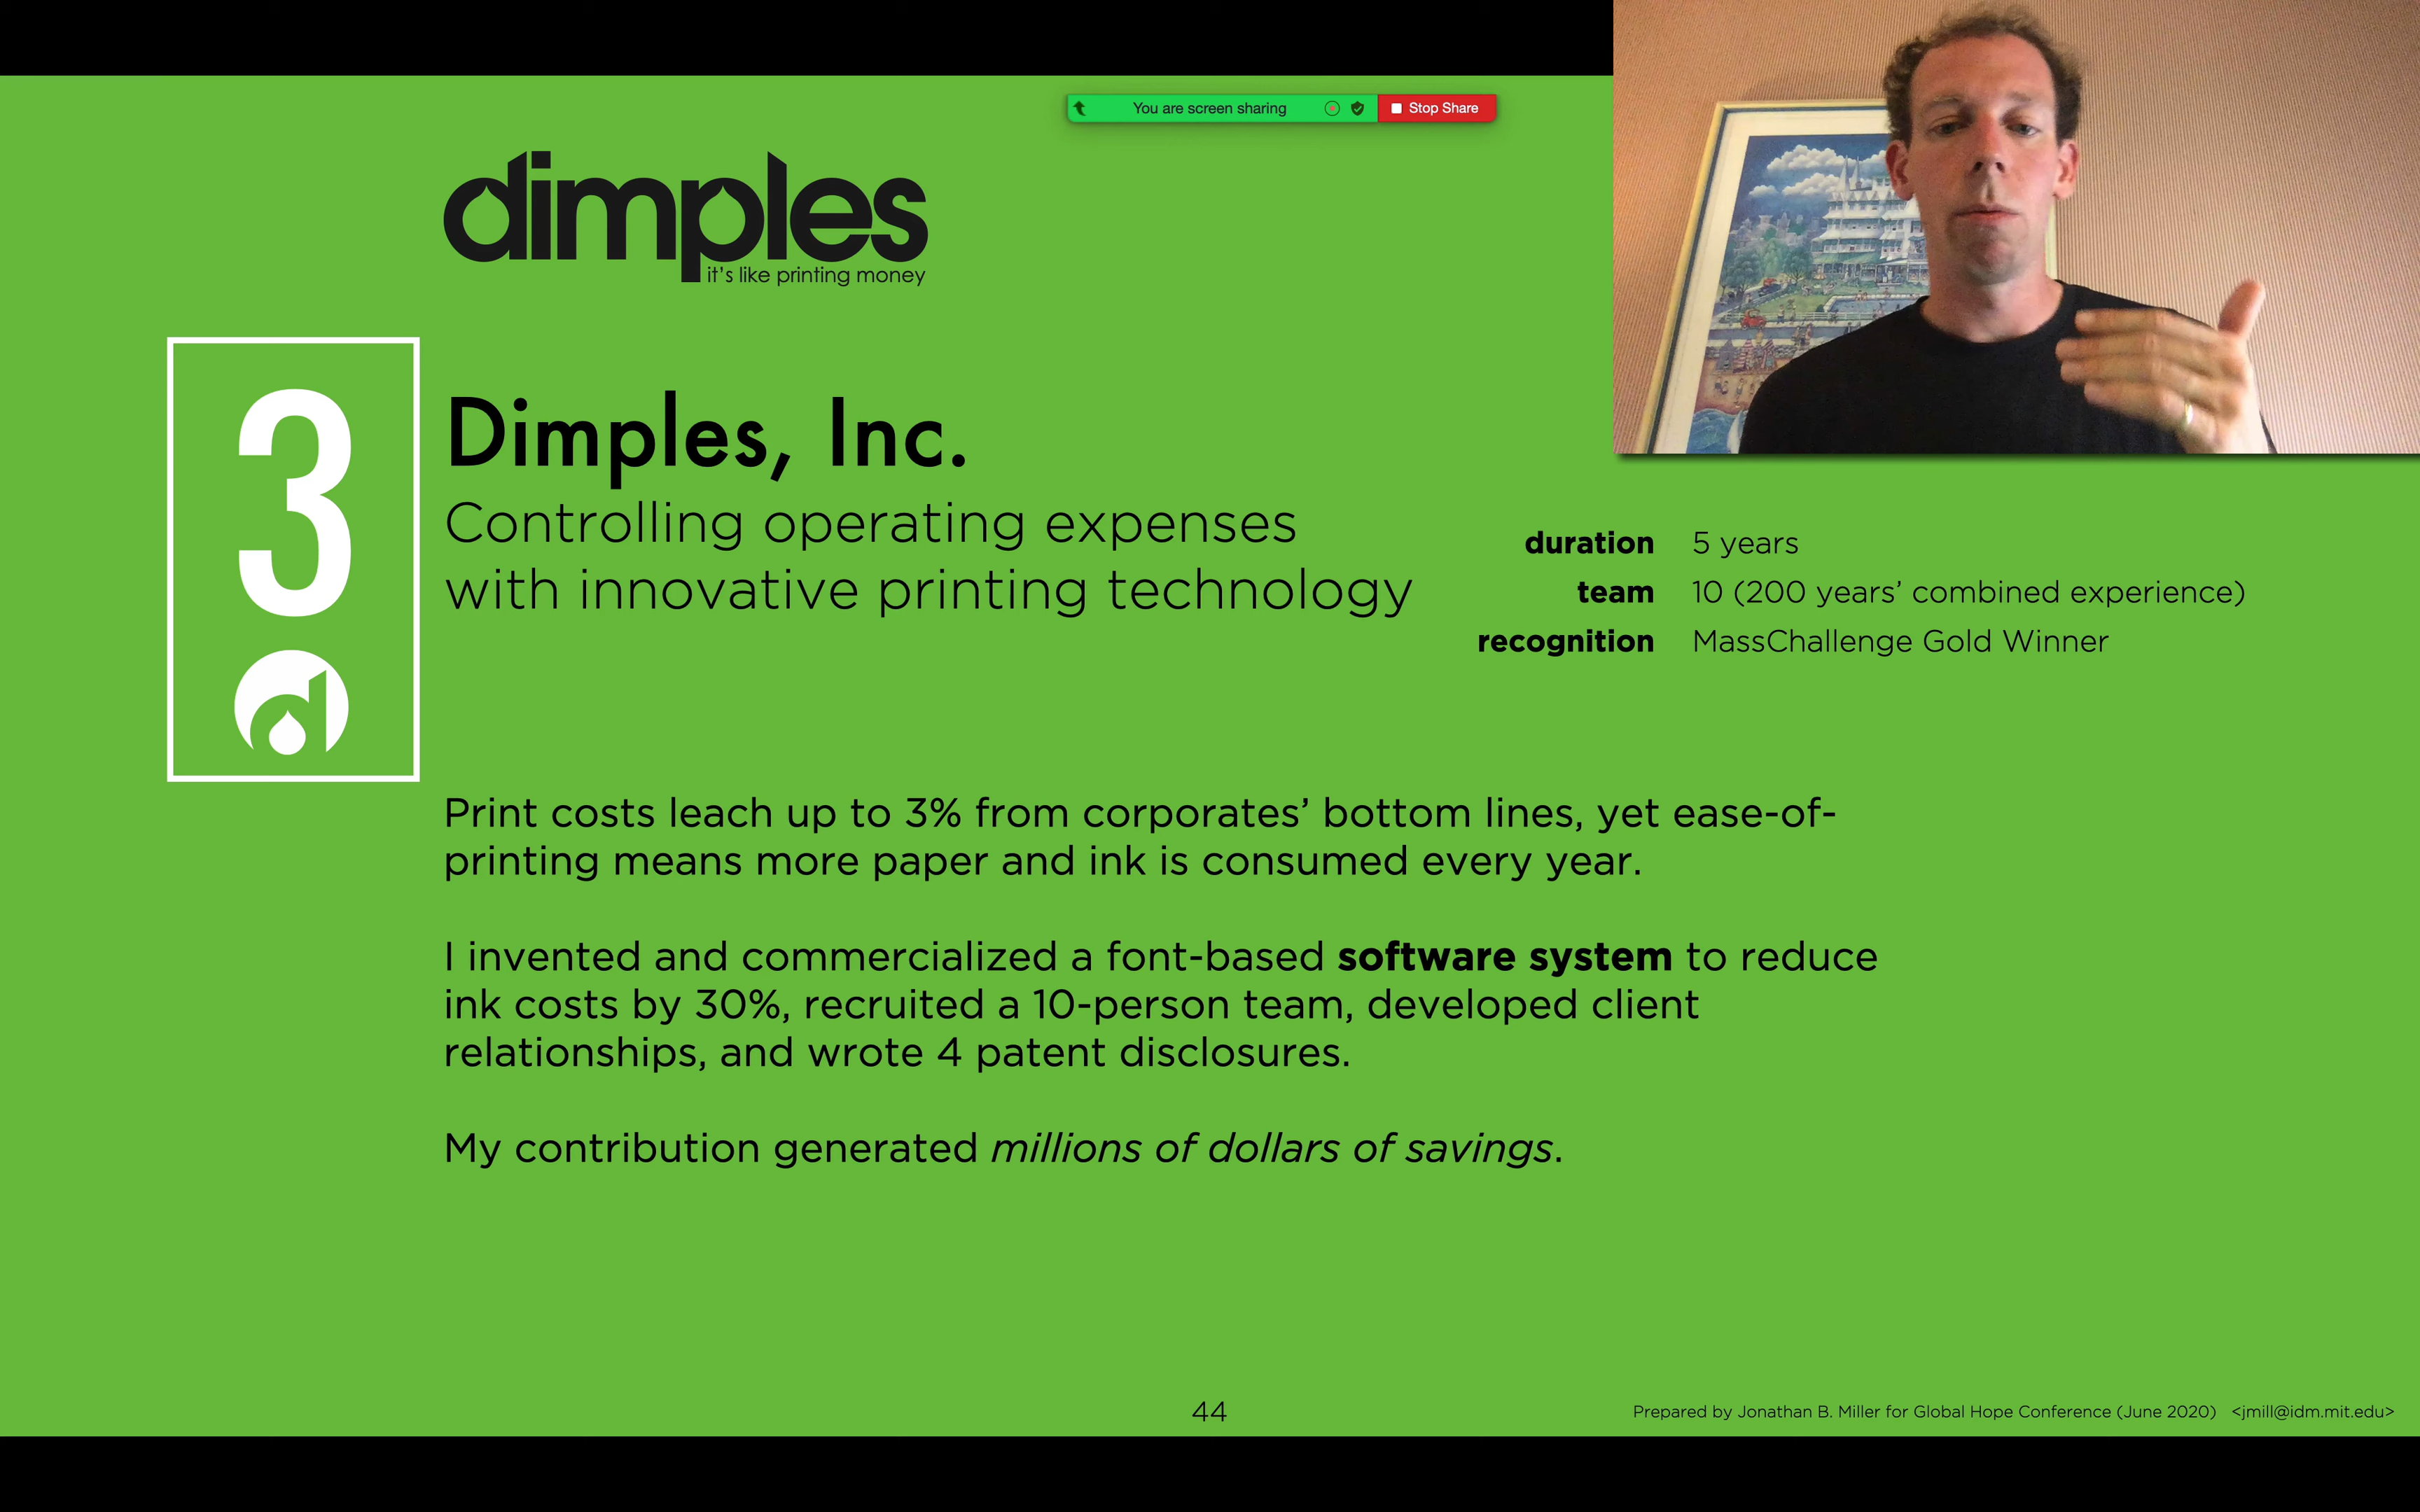 You are screen sharing
Stop Share
dimples
it's like printing money
3
Dimples, Inc.
Controlling operating expenses
with innovative printing technology
duration 5 years
team 10 (200 years’ combined experience)
recognition MassChallenge Gold Winner
Print costs leach up to 3% from corporates’ bottom lines, yet ease-of-
printing means more paper and ink is consumed every year.
I invented and commercialized a font-based software system to reduce
ink costs by 30%, recruited a 10-person team, developed client
relationships, and wrote 4 patent disclosures.
My contribution generated millions of dollars of savings.
44
Prepared by Jonathan B. Miller for Global Hope Conference (June 2020) <jmill@idm.mit.edu>